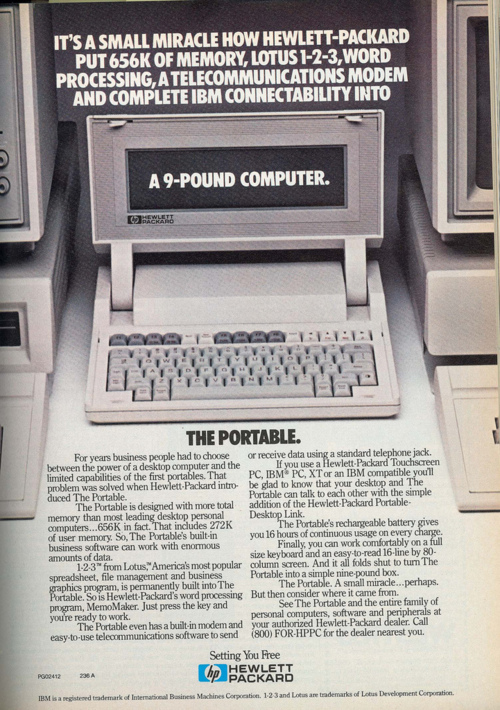 IT'S A SMALL MIRACLE HOW HEWLETT-PACKARD
PUT 656K OF MEMORY, LOTUS 1-2-3, WORD
PROCESSING, A TELECOMMUNICATIONS MODEM
AND COMPLETE IBM CONNECTABILITY INTO
A 9-POUND COMPUTER.
hp HEWLETT
PACKARD
THE PORTABLE.
For years business people had to choose
between the power of a desktop computer and the
limited capabilities of the first portables. That
problem was solved when Hewlett-Packard intro-
duced The Portable.
The Portable is designed with more total
memory than most leading desktop personal
computers...656K in fact. That includes 272K
of user memory. So, The Portable's built-in
business software can work with enormous
amounts of data.
1-2-3™ from Lotus,™ America's most popular
spreadsheet, file management and business
graphics program, is permanently built into The
Portable. So is Hewlett-Packard's word processing
program, MemoMaker. Just press the key and
you're ready to work.
The Portable even has a built-in modem and
easy-to-use telecommunications software to send
or receive data using a standard telephone jack.
If you use a Hewlett-Packard Touchscreen
PC, IBM® PC, XT or an IBM compatible you'll
be glad to know that your desktop and The
Portable can talk to each other with the simple
addition of the Hewlett-Packard Portable-
Desktop Link.
The Portable's rechargeable battery gives
you 16 hours of continuous usage on every charge.
Finally, you can work comfortably on a full
size keyboard and an easy-to-read 16-line by 80-
column screen. And it all folds shut to turn The
Portable into a simple nine-pound box.
The Portable. A small miracle...perhaps.
But then consider where it came from.
See The Portable and the entire family of
personal computers, software and peripherals at
your authorized Hewlett-Packard dealer. Call
(800) FOR-HPPC for the dealer nearest you.
Setting You Free
hp HEWLETT
PACKARD
PG02412 236 A
IBM is a registered trademark of International Business Machines Corporation. 1-2-3 and Lotus are trademarks of Lotus Development Corporation.